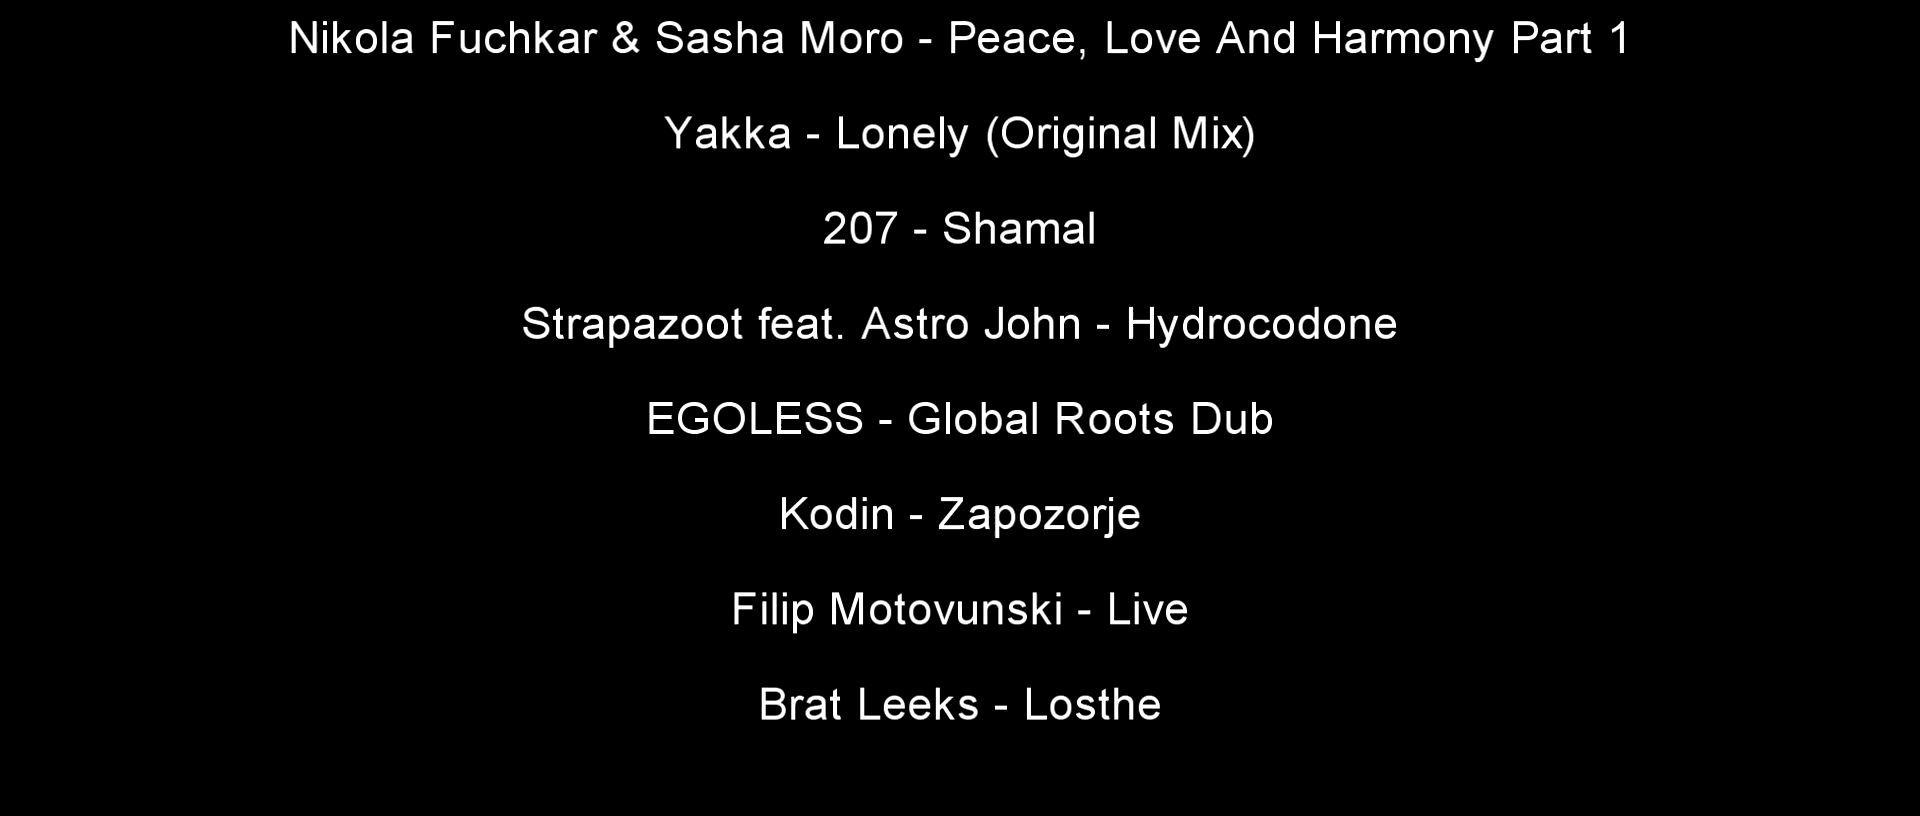 Nikola Fuchkar & Sasha Moro - Peace, Love And Harmony Part 1
Yakka - Lonely (Original Mix)
207 - Shamal
Strapazoot feat. Astro John - Hydrocodone
EGOLESS - Global Roots Dub
Kodin - Zapozorje
Filip Motovunski - Live
Brat Leeks - Losthe